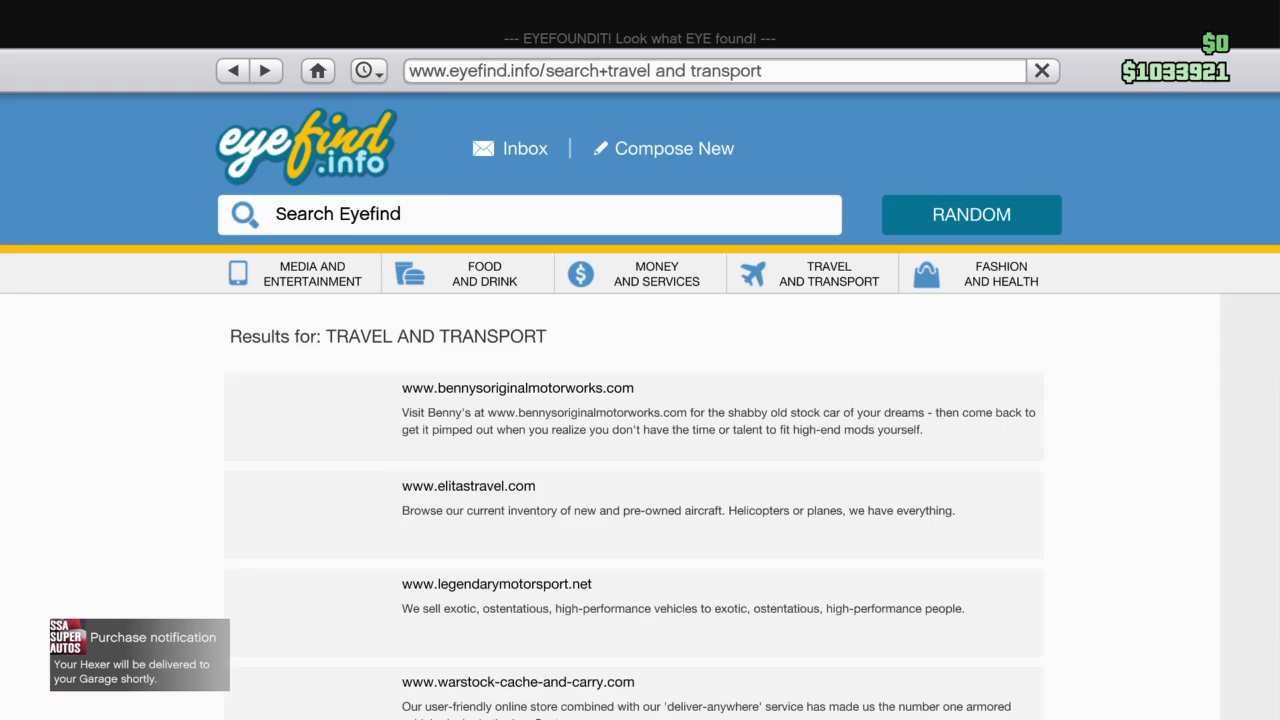 --- EYEFOUNDIT! Look what EYE found! ---
$0
www.eyefind.info/search+travel and transport
$1033921
eyefind
.info
Inbox
Compose New
Search Eyefind
RANDOM
MEDIA AND
ENTERTAINMENT
FOOD
AND DRINK
MONEY
AND SERVICES
TRAVEL
AND TRANSPORT
FASHION
AND HEALTH
Results for: TRAVEL AND TRANSPORT
www.bennysoriginalmotorworks.com
Visit Benny's at www.bennysoriginalmotorworks.com for the shabby old stock car of your dreams - then come back to
get it pimped out when you realize you don't have the time or talent to fit high-end mods yourself.
www.elitastravel.com
Browse our current inventory of new and pre-owned aircraft. Helicopters or planes, we have everything.
www.legendarymotorsport.net
We sell exotic, ostentatious, high-performance vehicles to exotic, ostentatious, high-performance people.
SSA
SUPER
AUTOS
Purchase notification
Your Hexer will be delivered to
your Garage shortly.
www.warstock-cache-and-carry.com
Our user-friendly online store combined with our 'deliver-anywhere' service has made us the number one armored